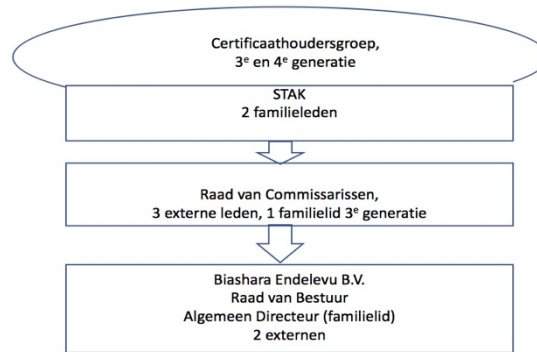 Certificaathoudersgroep,
3ᵉ en 4ᵉ generatie
STAK
2 familieleden
Raad van Commissarissen,
3 externe leden, 1 familielid 3ᵉ generatie
Biashara Endelevu B.V.
Raad van Bestuur
Algemeen Directeur (familielid)
2 externen